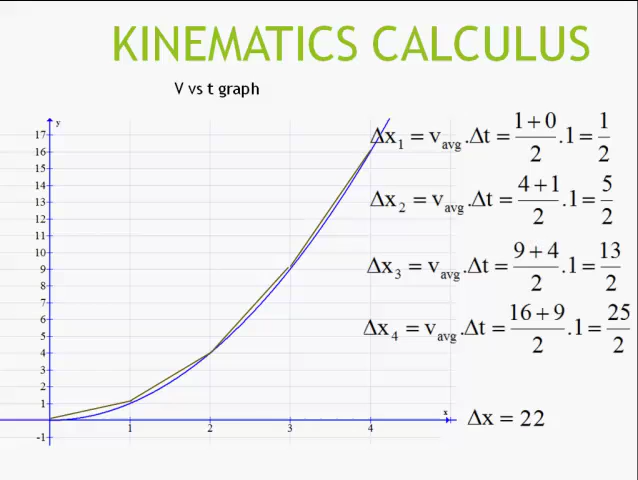 KINEMATICS CALCULUS
V vs t graph
y
17
16
15
14
13
12
11
10
9
8
7
6
5
4
3
2
1
-1
1 2 3 4
x
Δx₁ = v_avg.Δt = (1+0)/2 .1 = 1/2
Δx₂ = v_avg.Δt = (4+1)/2 .1 = 5/2
Δx₃ = v_avg.Δt = (9+4)/2 .1 = 13/2
Δx₄ = v_avg.Δt = (16+9)/2 .1 = 25/2
Δx = 22